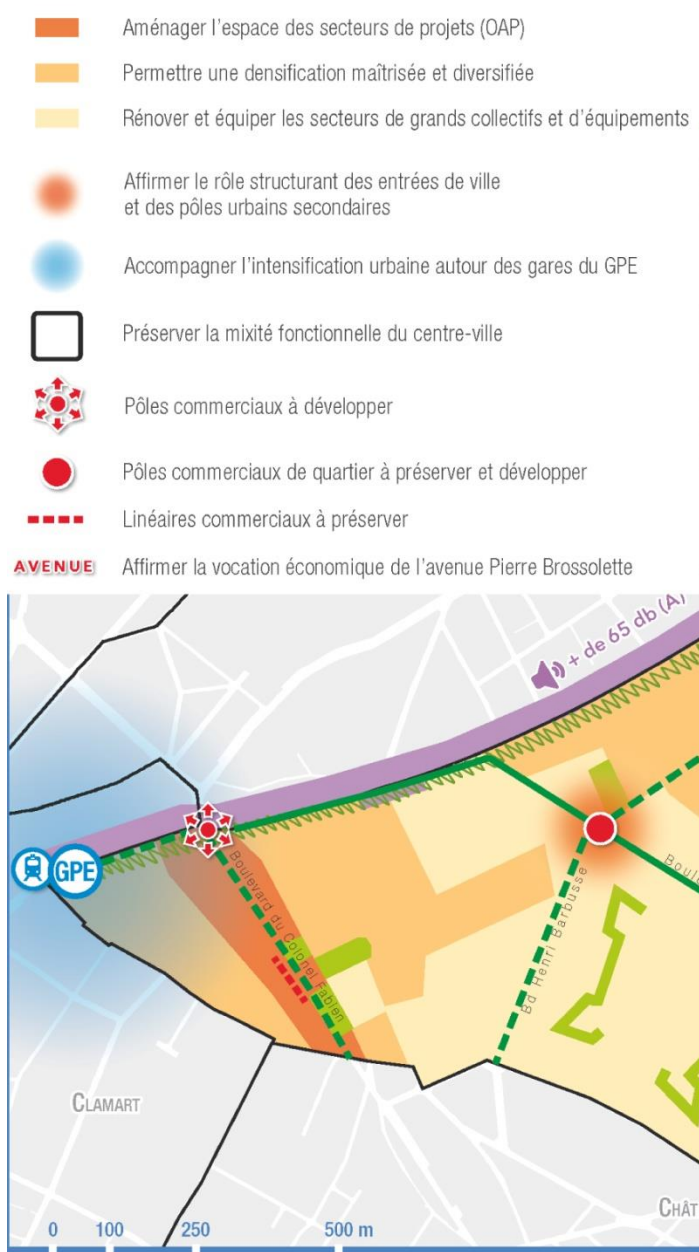 Aménager l'espace des secteurs de projets (OAP)
Permettre une densification maîtrisée et diversifiée
Rénover et équiper les secteurs de grands collectifs et d'équipements
Affirmer le rôle structurant des entrées de ville
et des pôles urbains secondaires
Accompagner l'intensification urbaine autour des gares du GPE
Préserver la mixité fonctionnelle du centre-ville
Pôles commerciaux à développer
Pôles commerciaux de quartier à préserver et développer
Linéaires commerciaux à préserver
AVENUE Affirmer la vocation économique de l'avenue Pierre Brossolette
+ de 65 db (A)
GPE
Boulevard du Colonel Fabien
Bd Henri Barbusse
Boule
CLAMART
CHÂT
0 100 250 500 m